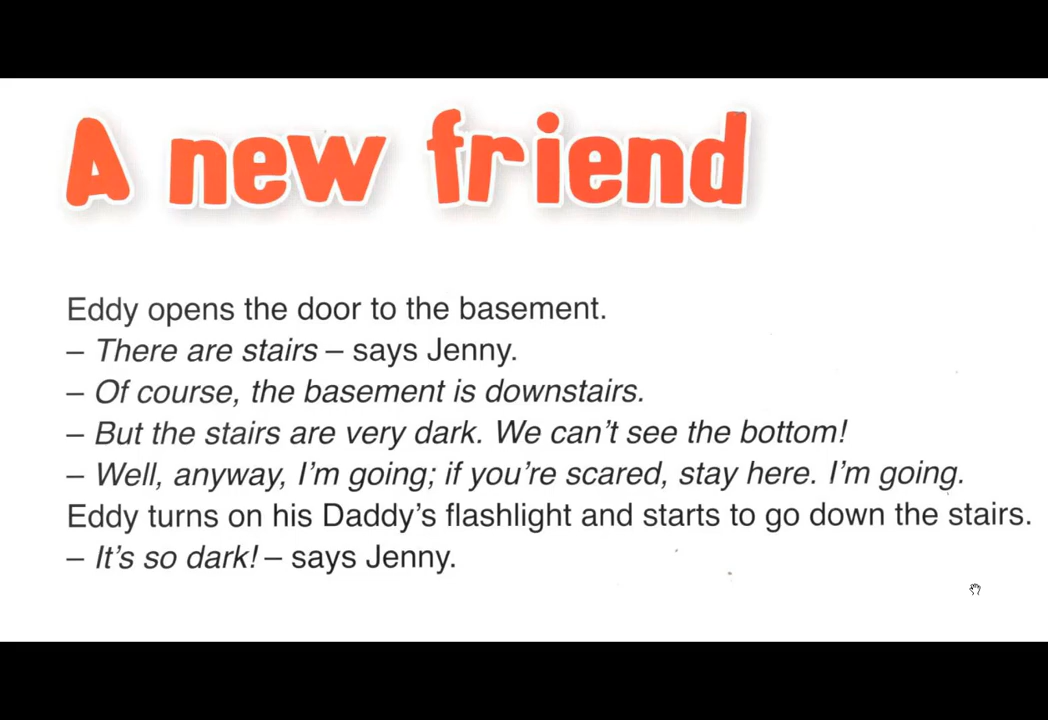 A new friend
Eddy opens the door to the basement.
– There are stairs – says Jenny.
– Of course, the basement is downstairs.
– But the stairs are very dark. We can't see the bottom!
– Well, anyway, I'm going; if you're scared, stay here. I'm going.
Eddy turns on his Daddy's flashlight and starts to go down the stairs.
– It's so dark! – says Jenny.